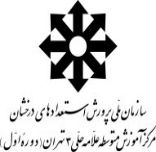 سازمان ملی پرورش استعدادهای درخشان
مرکز آموزش متوسطه علامه حلی ۳ تهران (دوره اول)